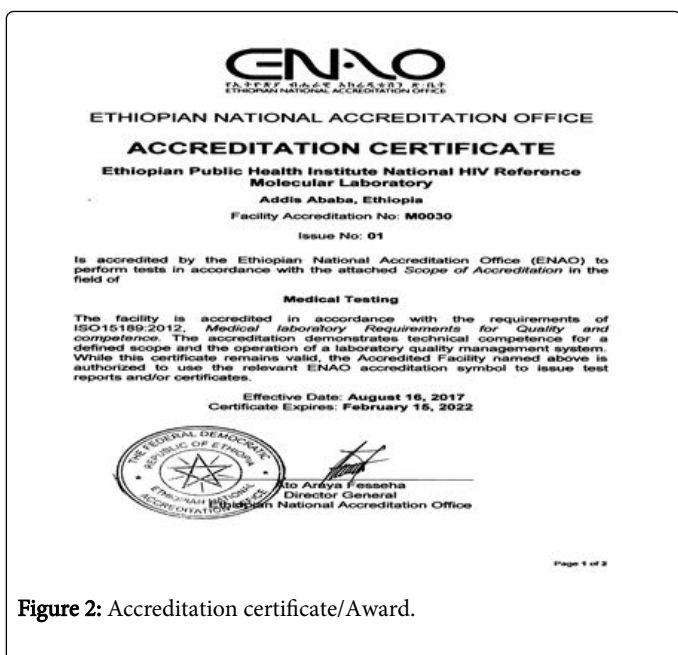 ENAO
ETHIOPIAN NATIONAL ACCREDITATION OFFICE
ETHIOPIAN NATIONAL ACCREDITATION OFFICE
ACCREDITATION CERTIFICATE
Ethiopian Public Health Institute National HIV Reference
Molecular Laboratory
Addis Ababa, Ethiopia
Facility Accreditation No: M0030
Issue No: 01
Is accredited by the Ethiopian National Accreditation Office (ENAO) to
perform tests in accordance with the attached Scope of Accreditation in the
field of
Medical Testing
The facility is accredited in accordance with the requirements of
ISO15189:2012, Medical laboratory Requirements for Quality and
competence. The accreditation demonstrates technical competence for a
defined scope and the operation of a laboratory quality management system.
While this certificate remains valid, the Accredited Facility named above is
authorized to use the relevant ENAO accreditation symbol to issue test
reports and/or certificates.
Effective Date: August 16, 2017
Certificate Expires: February 15, 2022
THE FEDERAL DEMOCRATIC
REPUBLIC OF ETHIOPIA
ETHIOPIAN NATIONAL
ACCREDITATION OFFICE
Ato Araya Fesseha
Director General
Ethiopian National Accreditation Office
Page 1 of 2
Figure 2: Accreditation certificate/Award.